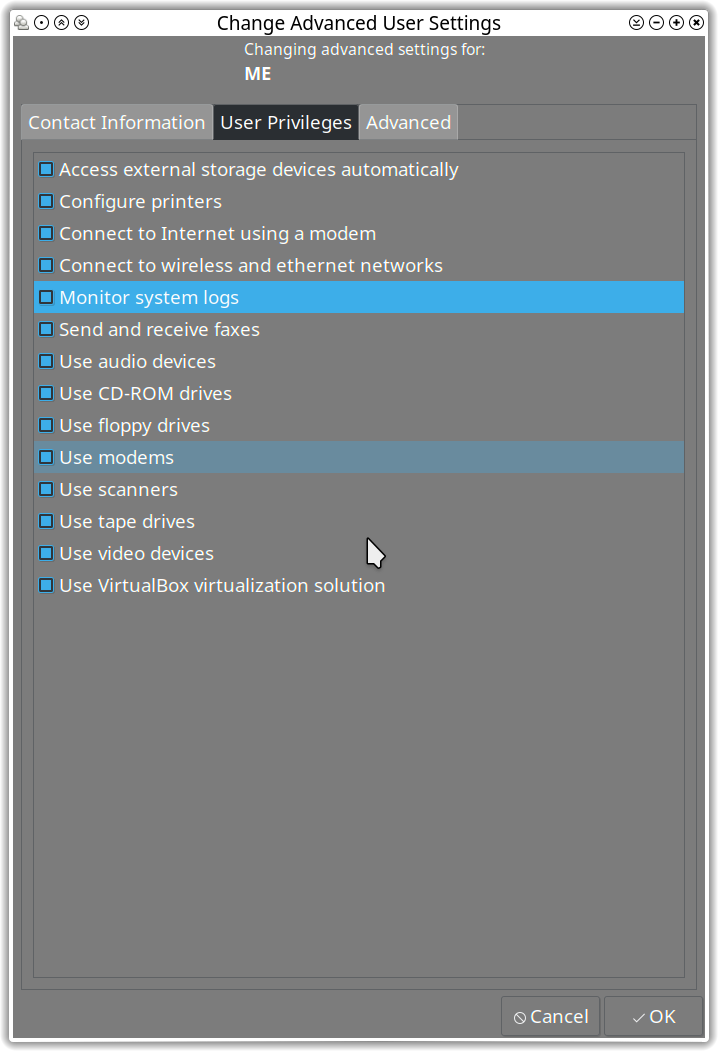 Change Advanced User Settings
Changing advanced settings for:
ME
Contact Information User Privileges Advanced
Access external storage devices automatically
Configure printers
Connect to Internet using a modem
Connect to wireless and ethernet networks
Monitor system logs
Send and receive faxes
Use audio devices
Use CD-ROM drives
Use floppy drives
Use modems
Use scanners
Use tape drives
Use video devices
Use VirtualBox virtualization solution
Cancel OK